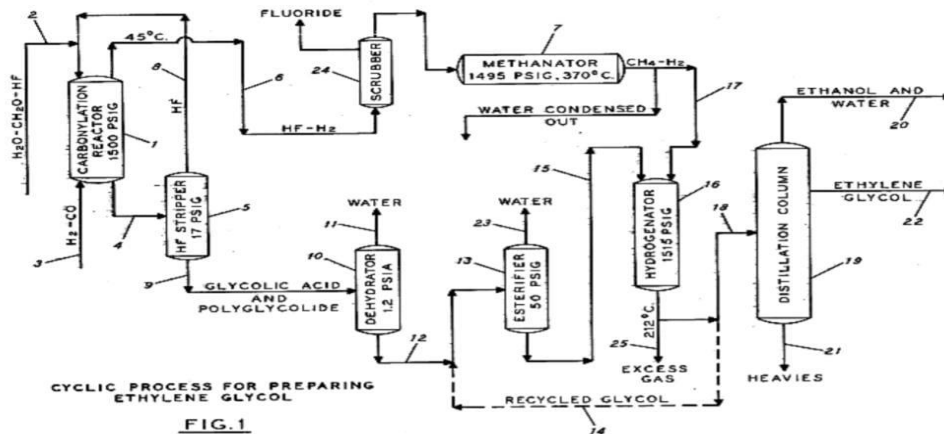 2
H₂O-CH₂O-HF
45°C.
CARBONYLATION
REACTOR
1500 PSIG
1
H₂-CO
3
4
8
HF
HF STRIPPER
17 PSIG
5
9
6
FLUORIDE
24
SCRUBBER
HF-H₂
7
METHANATOR
1495 PSIG, 370°C.
CH₄-H₂
17
WATER CONDENSED
OUT
GLYCOLIC ACID
AND
POLYGLYCOLIDE
WATER
11
10
DEHYDRATOR
1.2 PSIA
12
WATER
23
13
ESTERIFIER
50 PSIG
15
16
HYDROGENATOR
1515 PSIG
212°C.
25
EXCESS
GAS
18
ETHANOL AND
WATER
20
ETHYLENE
GLYCOL
22
DISTILLATION COLUMN
19
21
HEAVIES
RECYCLED GLYCOL
14
CYCLIC PROCESS FOR PREPARING
ETHYLENE GLYCOL
FIG.1